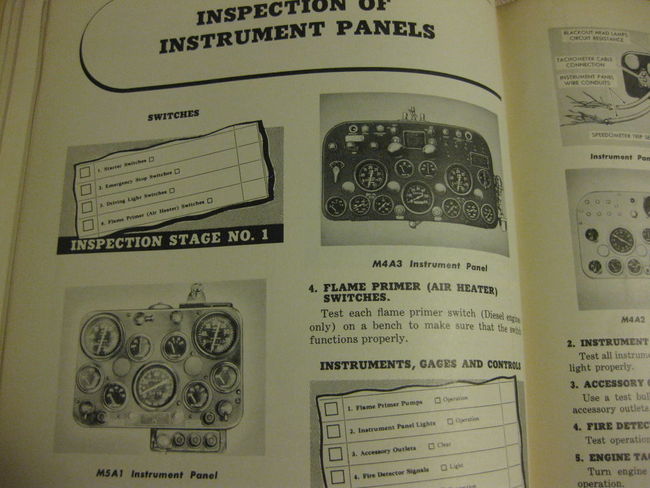 INSPECTION OF
INSTRUMENT PANELS
SWITCHES
1. Starter Switches
2. Emergency Stop Switches
3. Driving Light Switches
4. Flame Primer (Air Heater) Switches
INSPECTION STAGE NO. 1
M5A1 Instrument Panel
M4A3 Instrument Panel
4. FLAME PRIMER (AIR HEATER)
SWITCHES.
Test each flame primer switch (Diesel engines
only) on a bench to make sure that the switch
functions properly.
INSTRUMENTS, GAGES AND CONTROLS
1. Flame Primer Pumps Operation
2. Instrument Panel Lights Operation
3. Accessory Outlets Clear
4. Fire Detector Signals Light
BLACKOUT HEAD LAMPS
CIRCUIT RESISTANCE
TACHOMETER CABLE
CONNECTION
INSTRUMENT PANEL
WIRE CONDUITS
SPEEDOMETER TRIP
Instrument Pan
M4A2
2. INSTRUMENT
Test all instrume
light properly.
3. ACCESSORY
Use a test bul
accessory outlets
4. FIRE DETEC
Test operation
5. ENGINE TA
Turn engine
operation.